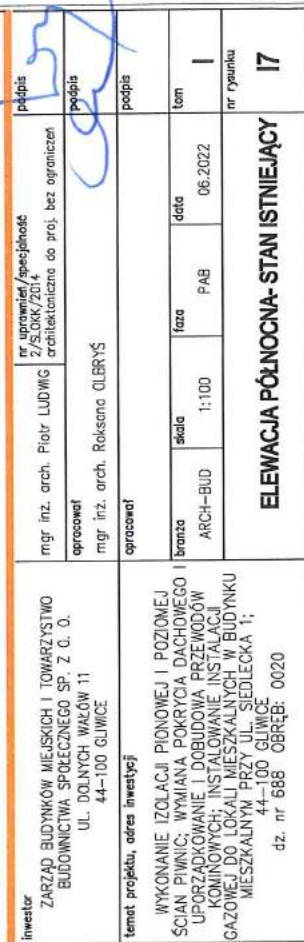 inwestor
ZARZĄD BUDYNKÓW MIEJSKICH I TOWARZYSTWO
BUDOWNICTWA SPOŁECZNEGO SP. Z O. O.
UL. DOLNYCH WAŁÓW 11
44-100 GLIWICE
mgr inż. arch. Piotr LUDWIG
nr uprawnień/specjalność
2/SLOKK/2014
architektoniczna do proj. bez ograniczeń
podpis
opracował
mgr inż. arch. Roksana OLBRYŚ
podpis
temat projektu, adres inwestycji
WYKONANIE IZOLACJI PIONOWEJ I POZIOMEJ
ŚCIAN PIWNIC; WYMIANA POKRYCIA DACHOWEGO I
UPORZĄDKOWANIE I DOBUDOWA PRZEWODÓW
KOMINOWYCH; INSTALOWANIE INSTALACJI
GAZOWEJ DO LOKALI MIESZKALNYCH W BUDYNKU
MIESZKALNYM PRZY UL. SIEDLECKA 1;
44-100 GLIWICE
dz. nr 688 OBRĘB: 0020
opracował
podpis
branża
ARCH-BUD
skala
1:100
faza
PAB
data
06.2022
tom
I
ELEWACJA PÓŁNOCNA- STAN ISTNIEJĄCY
nr rysunku
I7